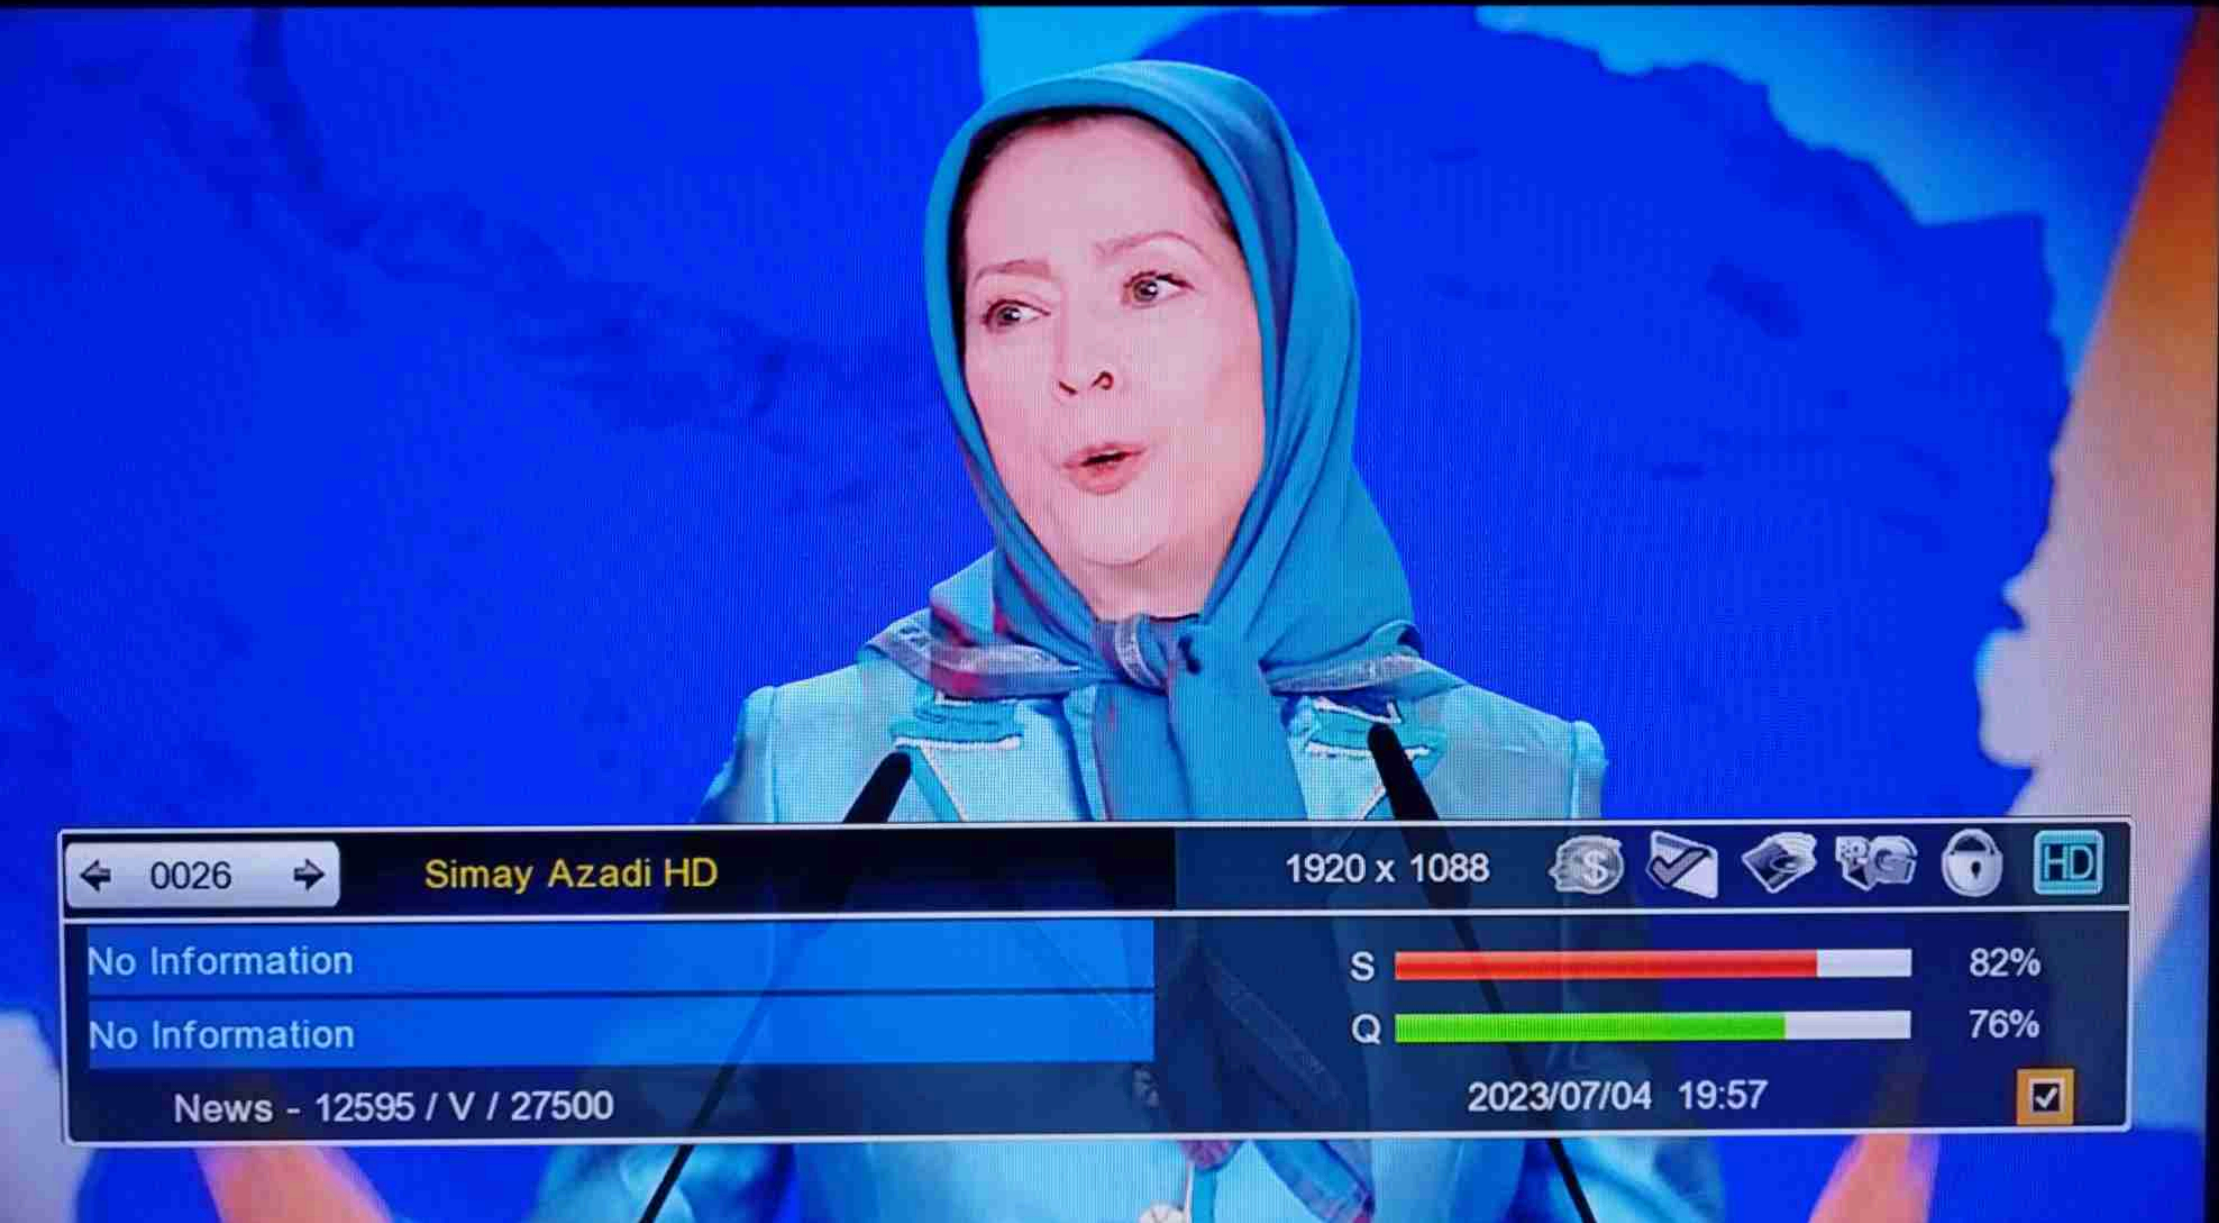 0026 Simay Azadi HD 1920 x 1088 $ HD
No Information
S 82%
No Information
Q 76%
News - 12595 / V / 27500 2023/07/04 19:57